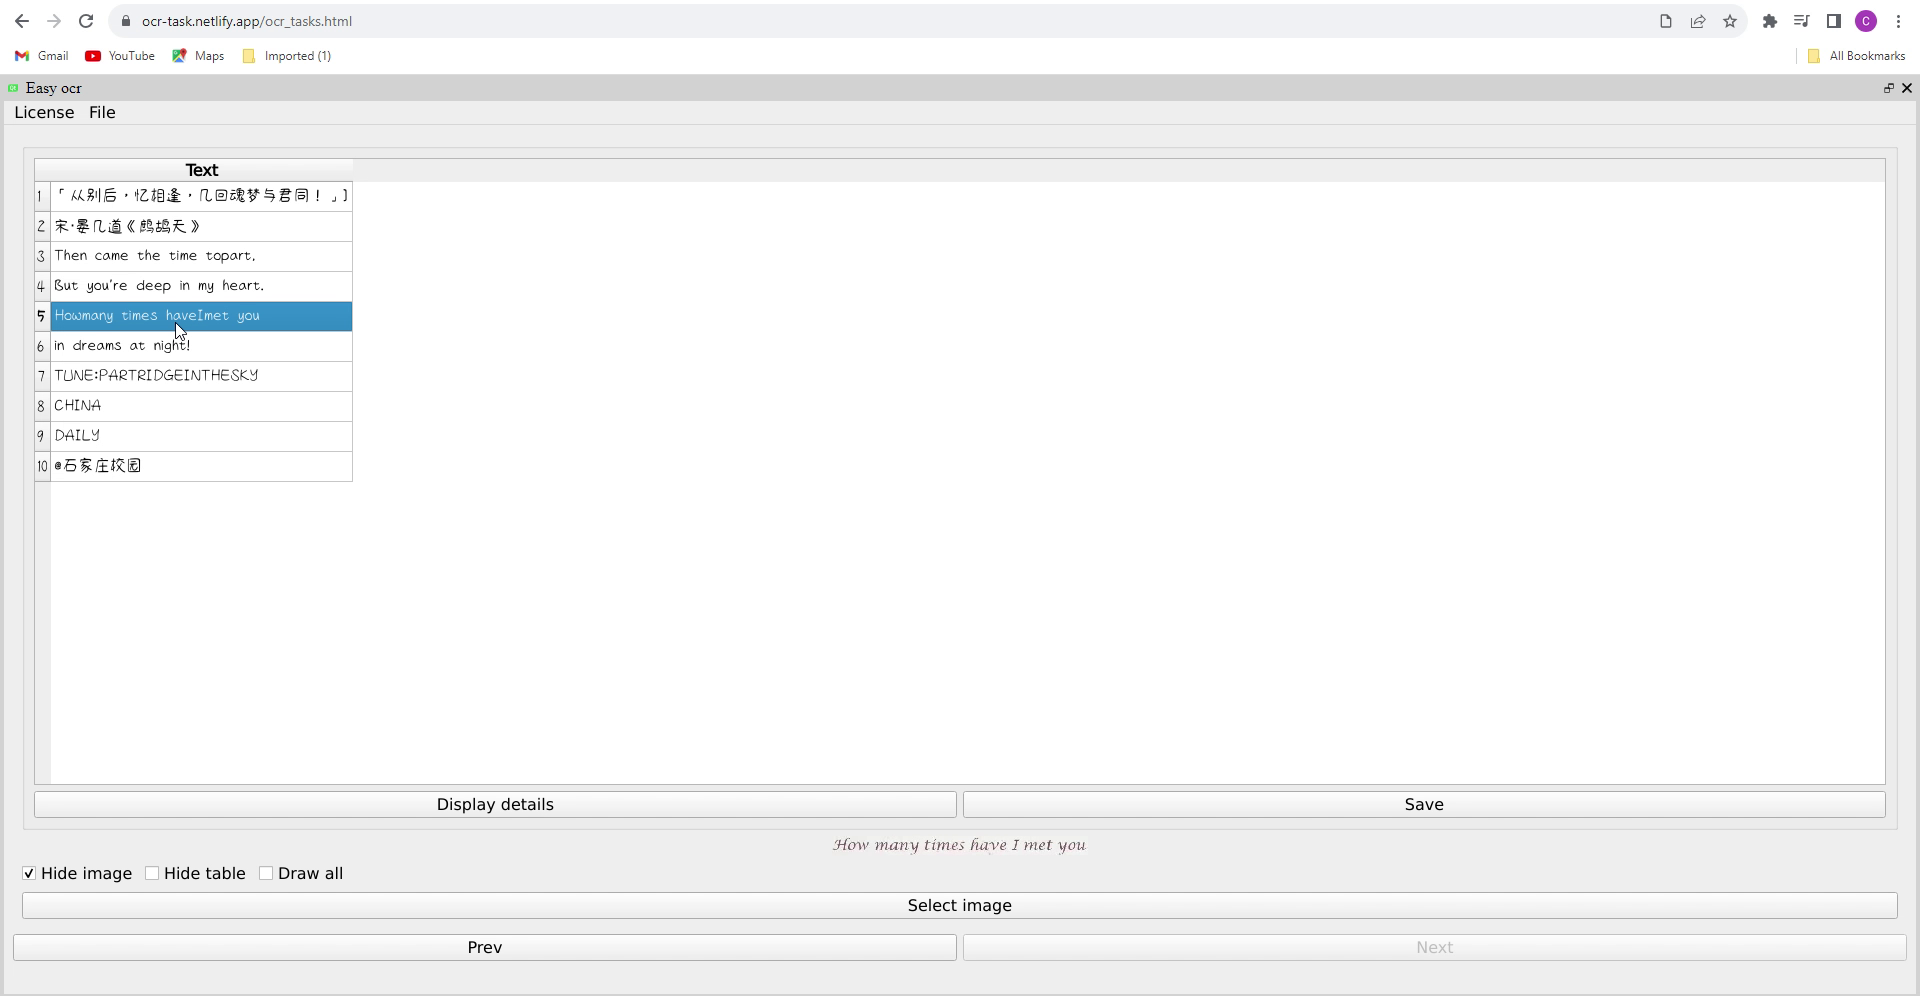 ocr-task.netlify.app/ocr_tasks.html
C
Gmail YouTube Maps Imported (1) All Bookmarks
Easy ocr
License File
Text
1 「从别后，忆相逢，几回魂梦与君同！」]
2 宋·晏几道《鹧鸪天》
3 Then came the time topart.
4 But you're deep in my heart.
5 Howmany times haveImet you
6 in dreams at night!
7 TUNE:PARTRIDGEINTHESKY
8 CHINA
9 DAILY
10 @石家庄校园
Display details Save
How many times have I met you
Hide image Hide table Draw all
Select image
Prev Next